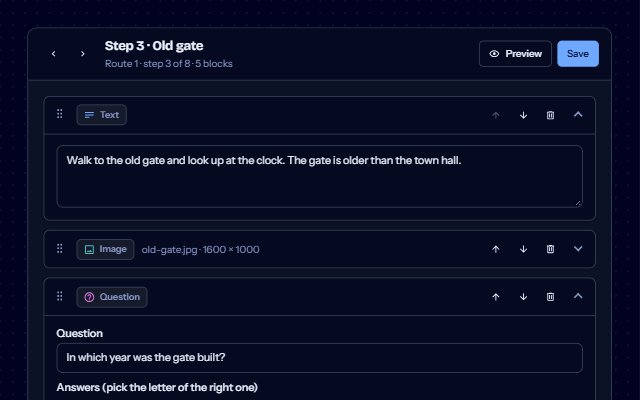 Step 3 · Old gate
Route 1 · step 3 of 8 · 5 blocks
Preview
Save
Text
Walk to the old gate and look up at the clock. The gate is older than the town hall.
Image
old-gate.jpg · 1600 × 1000
Question
Question
In which year was the gate built?
Answers (pick the letter of the right one)